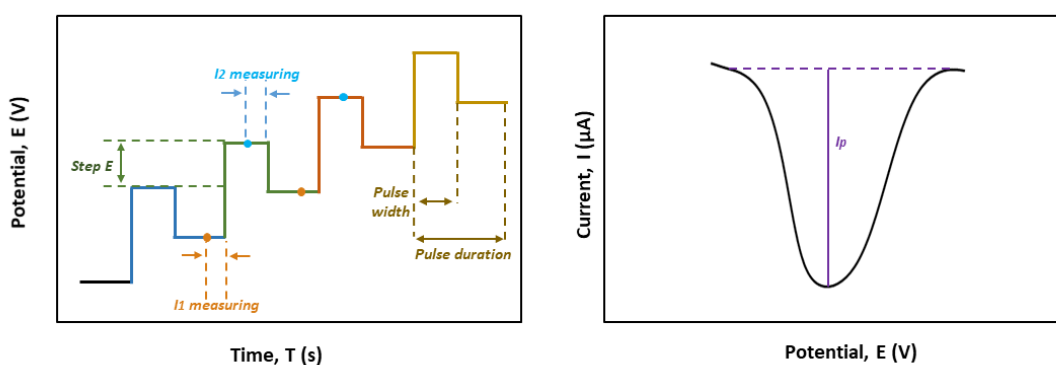 Potential, E (V)
I2 measuring
Step E
I1 measuring
Pulse
width
Pulse duration
Time, T (s)
Current, I (µA)
Ip
Potential, E (V)